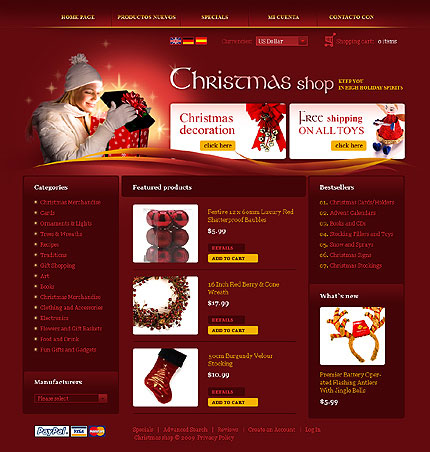 HOME PAGE
PRODUCTOS NUEVOS
SPECIALS
MI CUENTA
CONTACTO CON
Currencies:
US Dollar
Shopping cart: 0 items
Christmas shop
KEEP YOU
IN HIGH HOLIDAY SPIRITS
Christmas
decoration
click here
Free shipping
ON ALL TOYS
click here
Categories
Christmas Merchandise
Cards
Ornaments & Lights
Trees & Wreaths
Recipes
Traditions
Gift Shopping
Art
Books
Christmas Merchandise
Clothing and Accessories
Electronics
Flowers and Gift Baskets
Food and Drink
Fun Gifts and Gadgets
Manufacturers
Please select
Featured products
Festive 12 x 60mm Luxury Red
Shatterproof Baubles
$5.99
DETAILS
ADD TO CART
16 Inch Red Berry & Cone
Wreath
$17.99
DETAILS
ADD TO CART
50cm Burgundy Velour
Stocking
$10.99
DETAILS
ADD TO CART
Bestsellers
01. Christmas Cards/Holders
02. Advent Calendars
03. Books and CDs
04. Stocking Fillers and Toys
05. Snow and Sprays
06. Christmas Signs
07. Christmas Stockings
What's new
Premier Battery Oper-
ated Flashing Antlers
With Jingle Bells
$5.99
PayPal VISA
Specials | Advanced Search | Reviews | Create an Account | Log In
Christmas shop © 2009 Privacy Policy